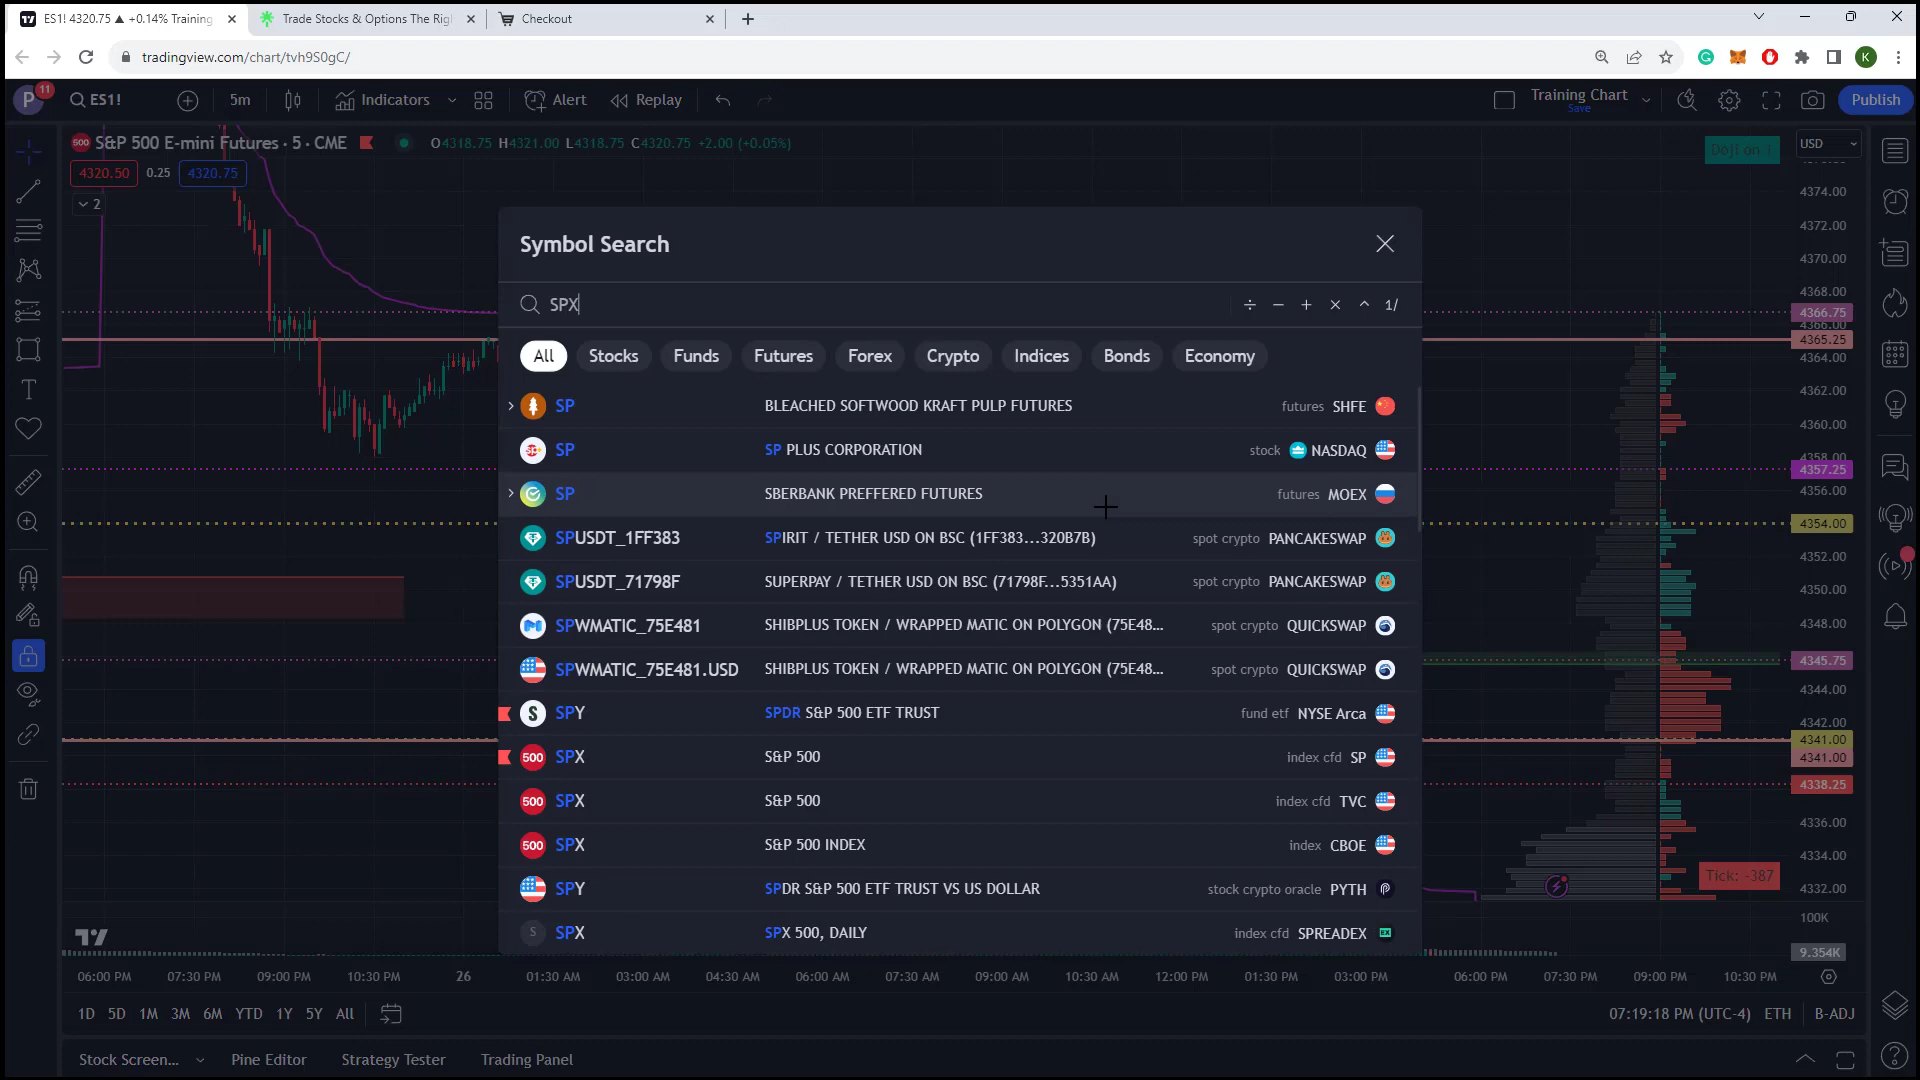 ES1! 4320.75 ▲ +0.14% Training
Trade Stocks & Options The Righ
Checkout
tradingview.com/chart/tvh9S0gC/
K
P
11
ES1!
5m
Indicators
Alert
Replay
Training Chart
Save
Publish
500 S&P 500 E-mini Futures · 5 · CME
O4318.75 H4321.00 L4318.75 C4320.75 +2.00 (+0.05%)
4320.50 0.25 4320.75
2
Doji on 1
USD
Symbol Search
SPX
÷ − + × ^ 1/
All Stocks Funds Futures Forex Crypto Indices Bonds Economy
SP BLEACHED SOFTWOOD KRAFT PULP FUTURES futures SHFE
SP SP PLUS CORPORATION stock NASDAQ
SP SBERBANK PREFFERED FUTURES futures MOEX
SPUSDT_1FF383 SPIRIT / TETHER USD ON BSC (1FF383...320B7B) spot crypto PANCAKESWAP
SPUSDT_71798F SUPERPAY / TETHER USD ON BSC (71798F...5351AA) spot crypto PANCAKESWAP
SPWMATIC_75E481 SHIBPLUS TOKEN / WRAPPED MATIC ON POLYGON (75E48... spot crypto QUICKSWAP
SPWMATIC_75E481.USD SHIBPLUS TOKEN / WRAPPED MATIC ON POLYGON (75E48... spot crypto QUICKSWAP
S SPY SPDR S&P 500 ETF TRUST fund etf NYSE Arca
500 SPX S&P 500 index cfd SP
500 SPX S&P 500 index cfd TVC
500 SPX S&P 500 INDEX index CBOE
SPY SPDR S&P 500 ETF TRUST VS US DOLLAR stock crypto oracle PYTH
S SPX SPX 500, DAILY index cfd SPREADEX EX
4374.00
4372.00
4370.00
4368.00
4366.75
4366.00
4365.25
4364.00
4362.00
4360.00
4358.00
4357.25
4356.00
4354.00
4352.00
4350.00
4348.00
4345.75
4344.00
4342.00
4341.00
4341.00
4338.25
4336.00
4334.00
4332.00
Tick: -387
100K
9.354K
06:00 PM 07:30 PM 09:00 PM 10:30 PM 26 01:30 AM 03:00 AM 04:30 AM 06:00 AM 07:30 AM 09:00 AM 10:30 AM 12:00 PM 01:30 PM 03:00 PM 06:00 PM 07:30 PM 09:00 PM 10:30 PM
1D 5D 1M 3M 6M YTD 1Y 5Y All
07:19:18 PM (UTC-4) ETH B-ADJ
Stock Screen... Pine Editor Strategy Tester Trading Panel